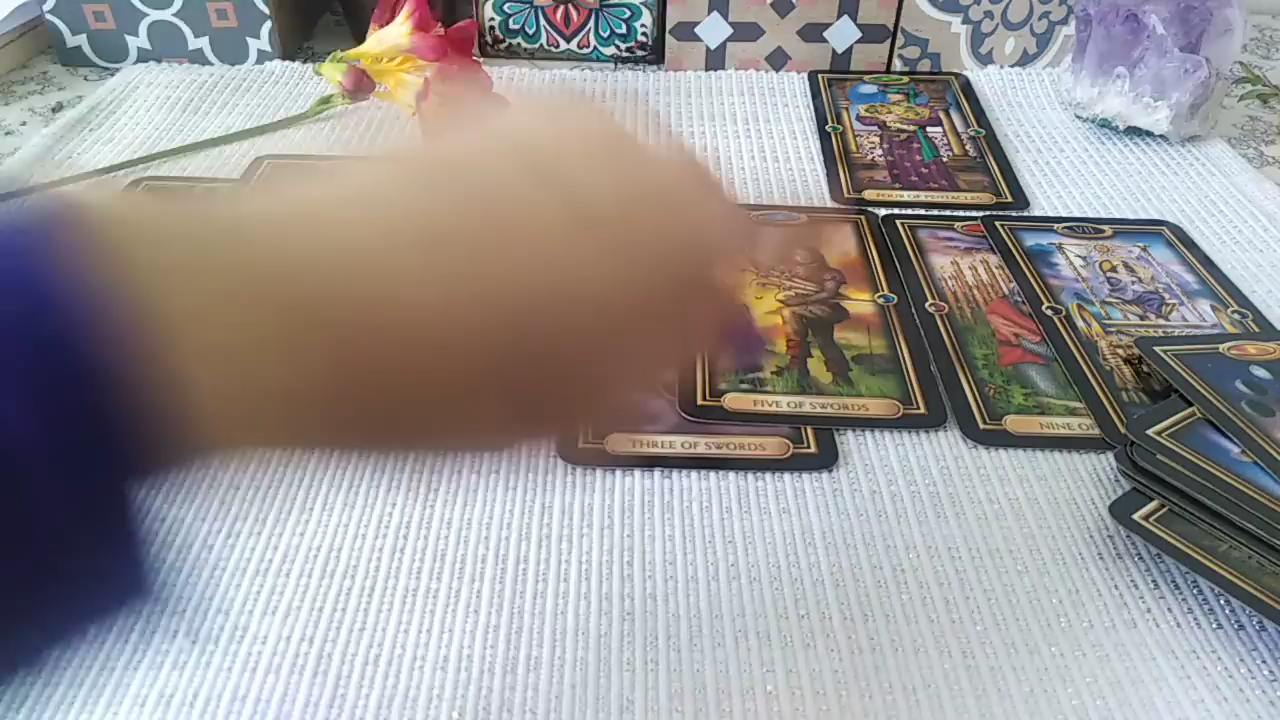 FOUR OF PENTACLES
VII
FIVE OF SWORDS
NINE OF
THREE OF SWORDS